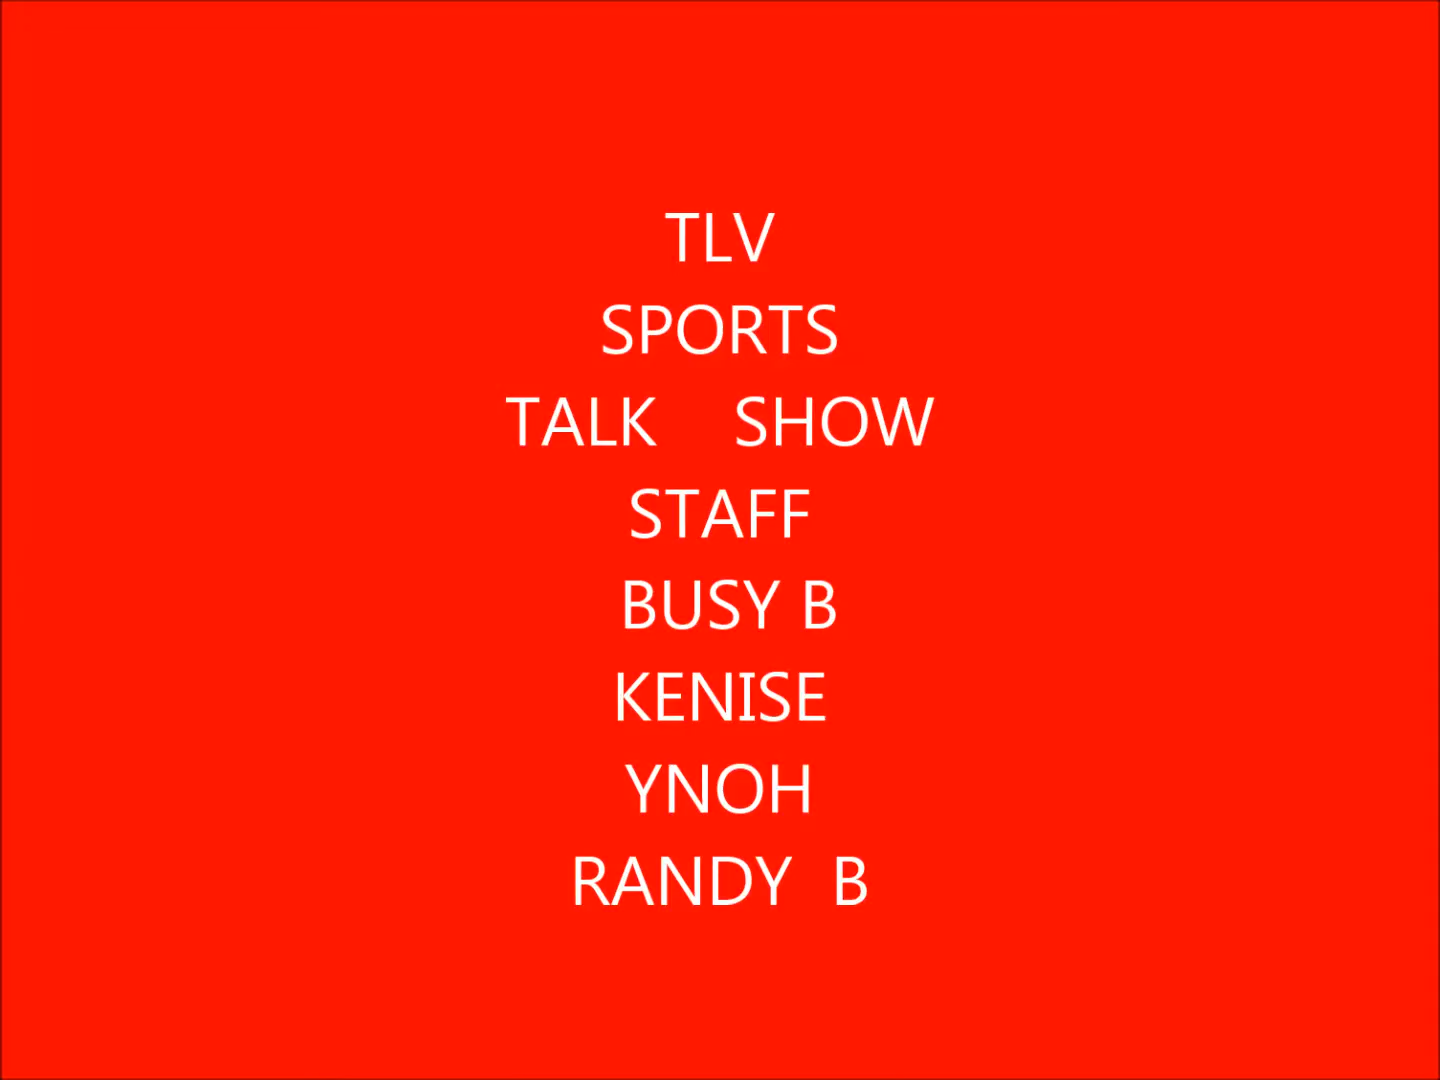 TLV
SPORTS
TALK    SHOW
STAFF
BUSY B
KENISE
YNOH
RANDY  B